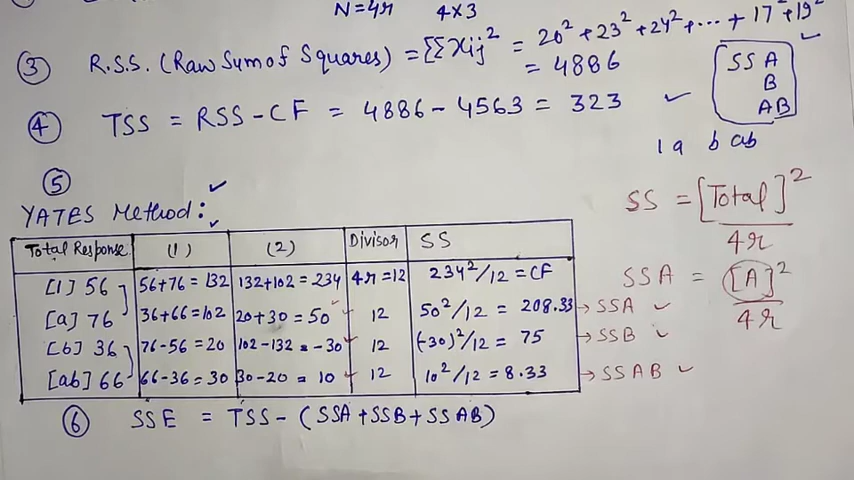 N=4r 4×3
③ R.S.S. (Raw Sum of Squares) = [ΣΣxij² = 20²+23²+24²+...+17²+19²
= 4886
④ TSS = RSS-CF = 4886-4563 = 323 ✓
SS A
B
AB
1 a b ab
⑤
YATES Method:
SS = [Total]²/4r
Total Response (1) (2) Divisor SS
[1] 56 56+76=132 132+102=234 4r=12 234²/12=CF
[a] 76 36+66=102 20+30=50 12 50²/12=208.33 → SSA ✓
[b] 36 76-56=20 102-132=-30 12 (-30)²/12=75 → SSB ✓
[ab] 66 66-36=30 30-20=10 12 10²/12=8.33 → SSAB ✓
SSA = [A]²/4r
⑥ SSE = TSS-(SSA+SSB+SSAB)